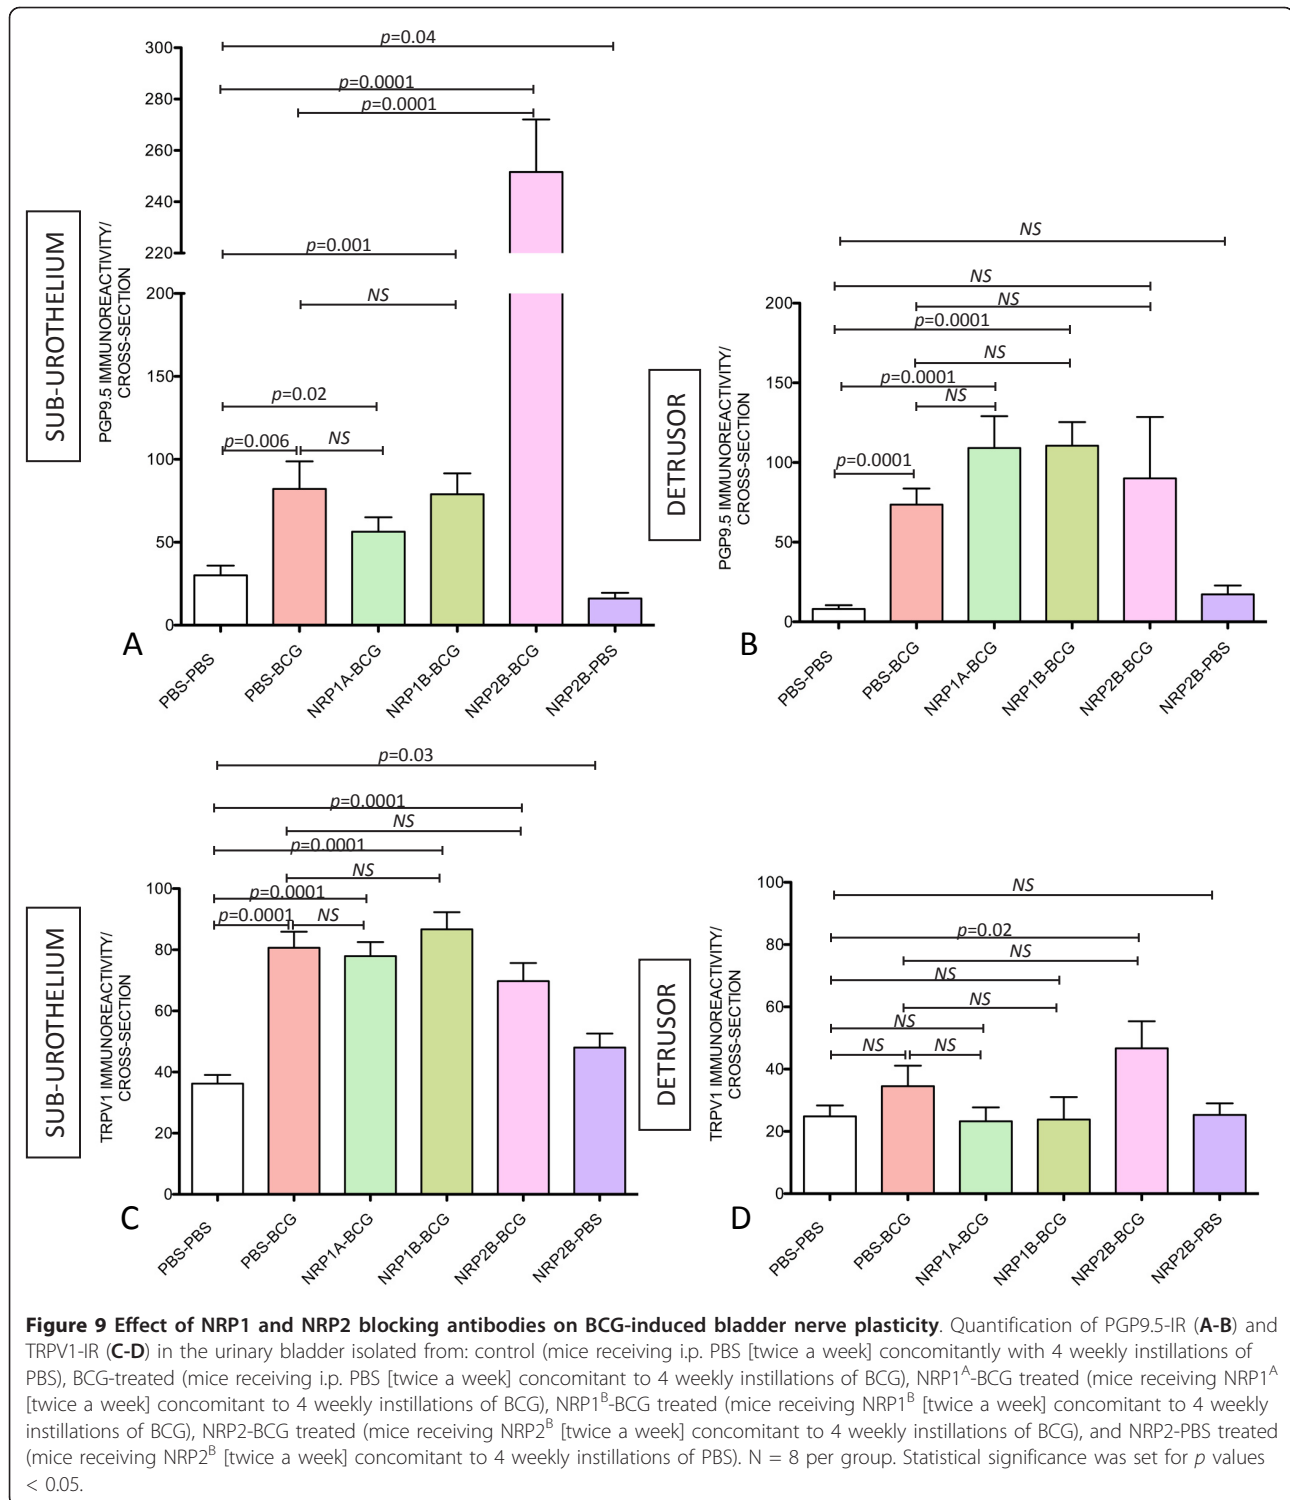 p=0.04
300
p=0.0001
280
p=0.0001
260
240
220
p=0.001
200
NS
150
p=0.02
100
p=0.006
NS
50
0
SUB-UROTHELIUM
PGP9.5 IMMUNOREACTIVITY/
CROSS-SECTION
A
PBS-PBS
PBS-BCG
NRP1A-BCG
NRP1B-BCG
NRP2B-BCG
NRP2B-PBS
NS
NS
200
NS
p=0.0001
NS
150
p=0.0001
NS
100
p=0.0001
50
0
DETRUSOR
PGP9.5 IMMUNOREACTIVITY/
CROSS-SECTION
B
PBS-PBS
PBS-BCG
NRP1A-BCG
NRP1B-BCG
NRP2B-BCG
NRP2B-PBS
p=0.03
p=0.0001
NS
p=0.0001
NS
100
p=0.0001
p=0.0001
NS
80
60
40
20
0
SUB-UROTHELIUM
TRPV1 IMMUNOREACTIVITY/
CROSS-SECTION
C
PBS-PBS
PBS-BCG
NRP1A-BCG
NRP1B-BCG
NRP2B-BCG
NRP2B-PBS
100
NS
80
p=0.02
NS
NS
60
NS
NS
NS
NS
40
20
0
DETRUSOR
TRPV1 IMMUNOREACTIVITY/
CROSS-SECTION
D
PBS-PBS
PBS-BCG
NRP1A-BCG
NRP1B-BCG
NRP2B-BCG
NRP2B-PBS
Figure 9 Effect of NRP1 and NRP2 blocking antibodies on BCG-induced bladder nerve plasticity. Quantification of PGP9.5-IR (A-B) and
TRPV1-IR (C-D) in the urinary bladder isolated from: control (mice receiving i.p. PBS [twice a week] concomitantly with 4 weekly instillations of
PBS), BCG-treated (mice receiving i.p. PBS [twice a week] concomitant to 4 weekly instillations of BCG), NRP1^A-BCG treated (mice receiving NRP1^A
[twice a week] concomitant to 4 weekly instillations of BCG), NRP1^B-BCG treated (mice receiving NRP1^B [twice a week] concomitant to 4 weekly
instillations of BCG), NRP2-BCG treated (mice receiving NRP2^B [twice a week] concomitant to 4 weekly instillations of BCG), and NRP2-PBS treated
(mice receiving NRP2^B [twice a week] concomitant to 4 weekly instillations of PBS). N = 8 per group. Statistical significance was set for p values
< 0.05.